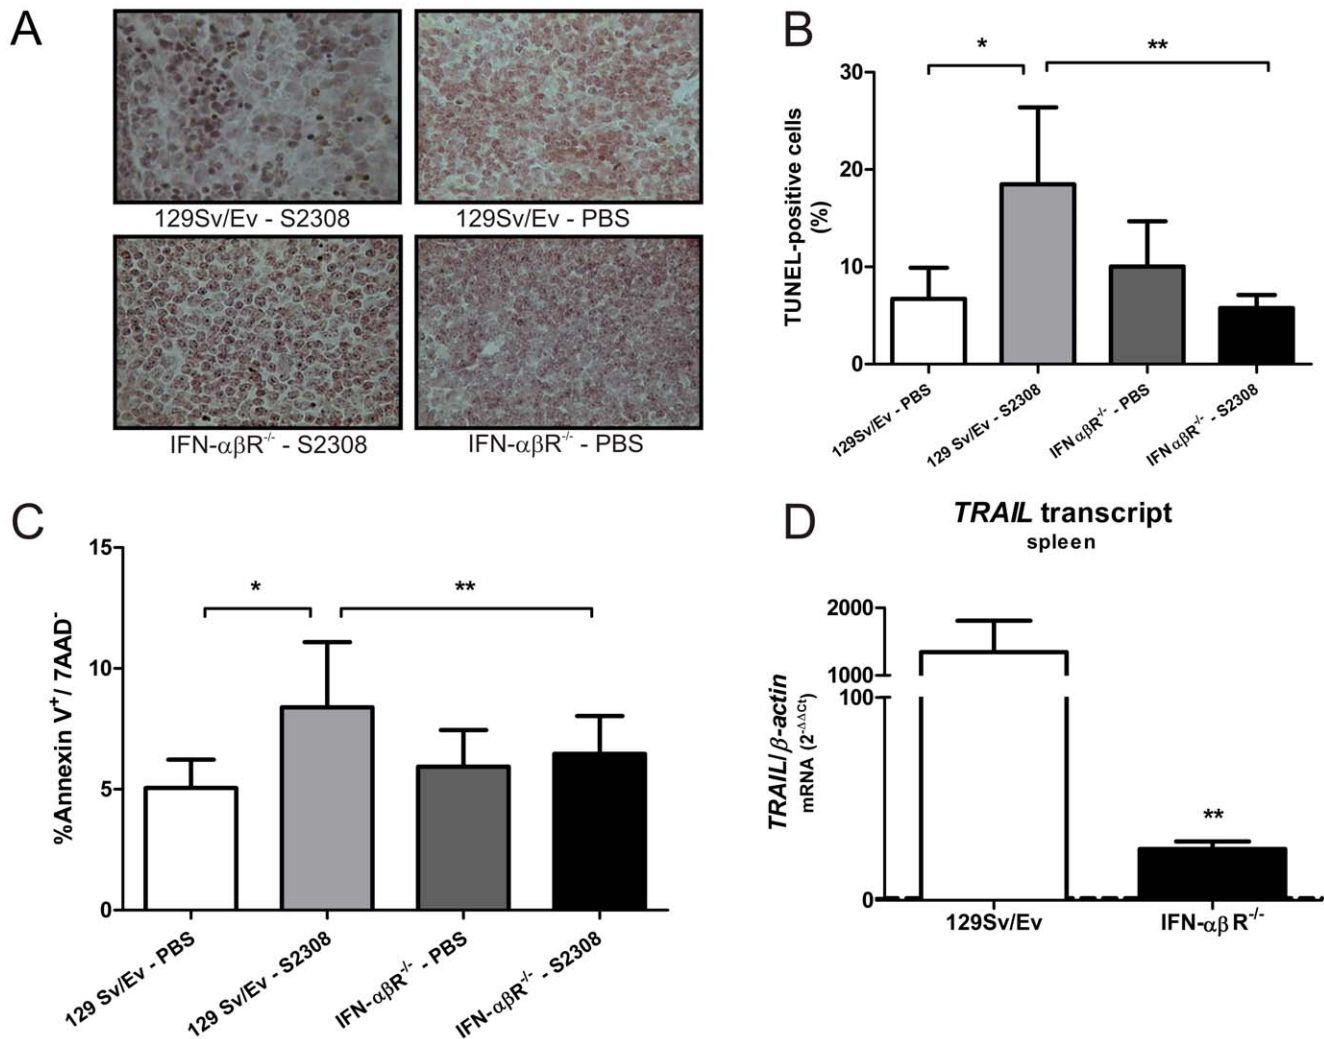 A
129Sv/Ev - S2308
129Sv/Ev - PBS
IFN-αβR-/- - S2308
IFN-αβR-/- - PBS
B
*
**
TUNEL-positive cells
(%)
30
20
10
0
129Sv/Ev - PBS
129 Sv/Ev - S2308
IFNαβR-/- - PBS
IFNαβR-/- - S2308
C
*
**
%Annexin V+/ 7AAD-
15
10
5
0
129 Sv/Ev - PBS
129 Sv/Ev - S2308
IFN-αβR-/- - PBS
IFN-αβR-/- - S2308
D
TRAIL transcript
spleen
TRAIL/β-actin
mRNA (2-ΔΔCt)
2000
1000
100
0
**
129Sv/Ev
IFN-αβ R-/-